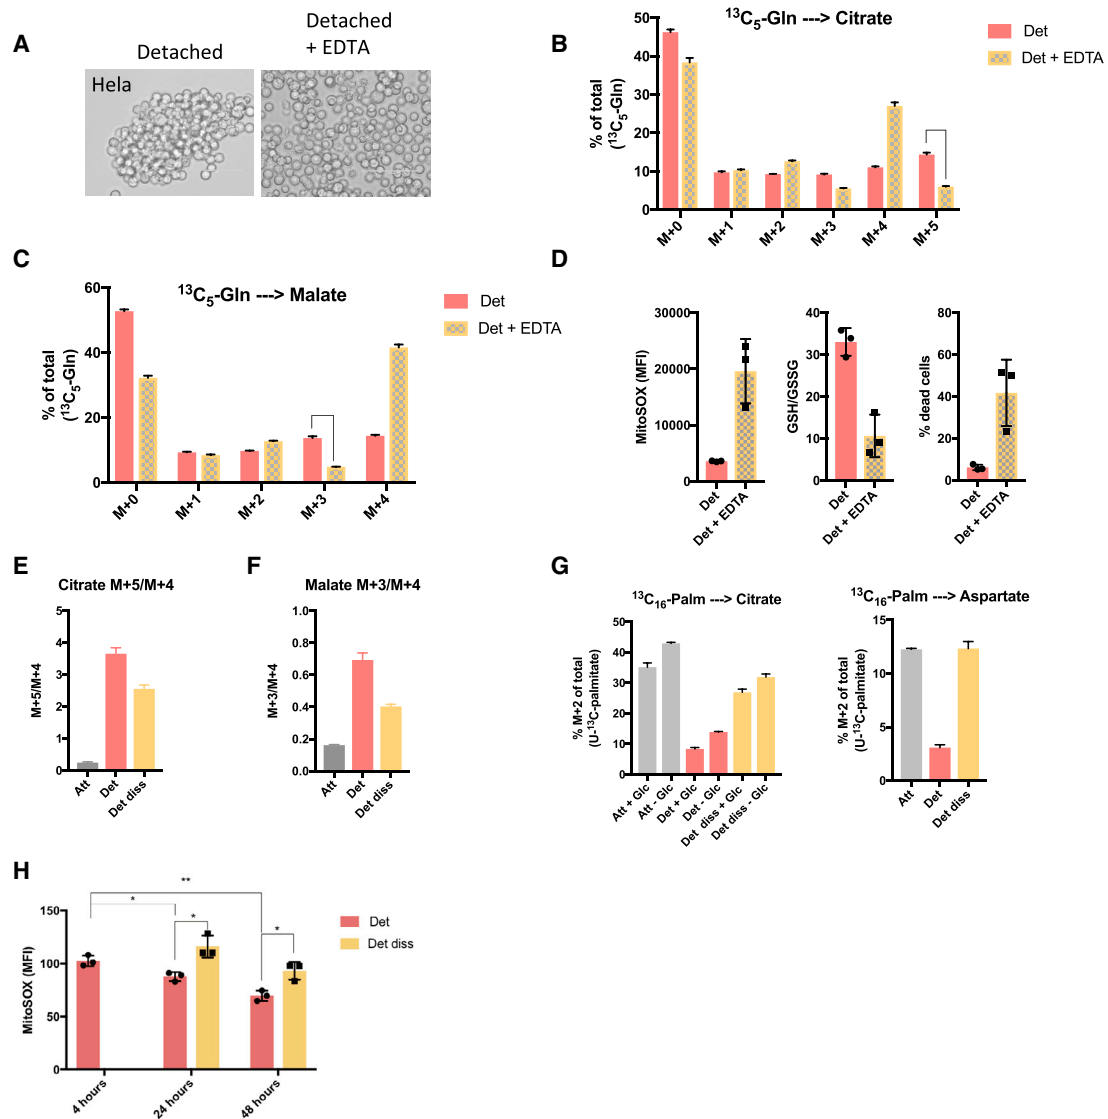 A
Detached
Detached
+ EDTA
Hela
B
¹³C₅-Gln ---> Citrate
Det
Det + EDTA
% of total
(¹³C₅-Gln)
50
40
30
20
10
0
M+0
M+1
M+2
M+3
M+4
M+5
C
¹³C₅-Gln ---> Malate
Det
Det + EDTA
% of total
(¹³C₅-Gln)
60
40
20
0
M+0
M+1
M+2
M+3
M+4
D
MitoSOX (MFI)
30000
20000
10000
0
Det
Det + EDTA
GSH/GSSG
40
30
20
10
0
Det
Det + EDTA
% dead cells
80
60
40
20
0
Det
Det + EDTA
E
Citrate M+5/M+4
M+5/M+4
5
4
3
2
1
0
Att
Det
Det diss
F
Malate M+3/M+4
M+3/M+4
1.0
0.8
0.6
0.4
0.2
0.0
Att
Det
Det diss
G
¹³C₁₆-Palm ---> Citrate
% M+2 of total
(U-¹³C-palmitate)
50
40
30
20
10
0
Att + Glc
Att - Glc
Det + Glc
Det - Glc
Det diss + Glc
Det diss - Glc
¹³C₁₆-Palm ---> Aspartate
% M+2 of total
(U-¹³C-palmitate)
15
12
9
6
3
0
Att
Det
Det diss
H
MitoSOX (MFI)
150
100
50
0
**
*
*
*
Det
Det diss
4 hours
24 hours
48 hours